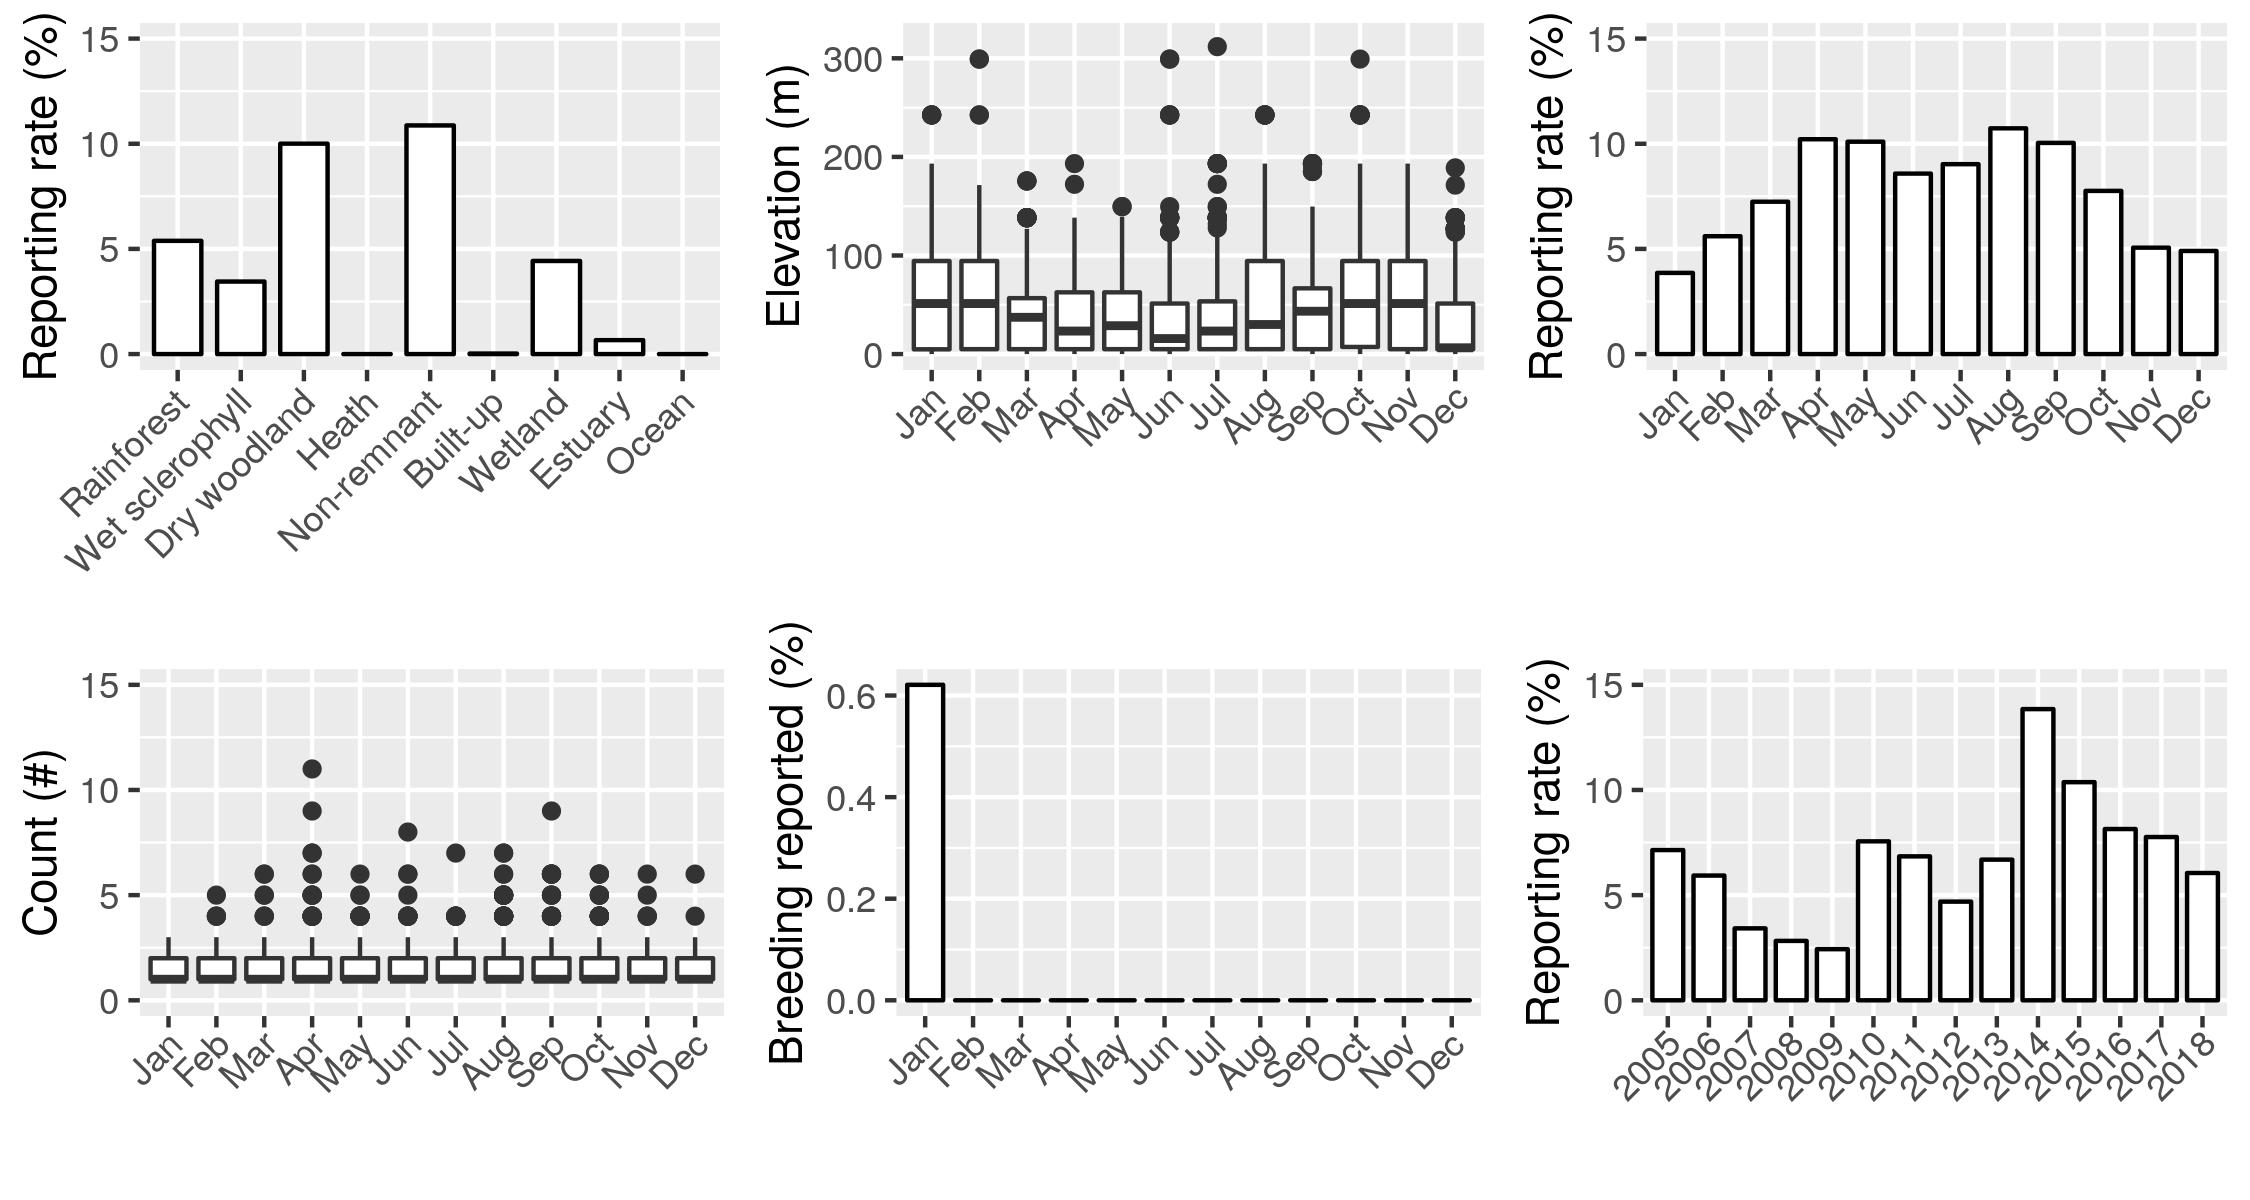 Reporting rate (%)
15
10
5
0
Rainforest
Wet sclerophyll
Dry woodland
Heath
Non-remnant
Built-up
Wetland
Estuary
Ocean
Elevation (m)
300
200
100
0
Jan
Feb
Mar
Apr
May
Jun
Jul
Aug
Sep
Oct
Nov
Dec
Reporting rate (%)
15
10
5
0
Jan
Feb
Mar
Apr
May
Jun
Jul
Aug
Sep
Oct
Nov
Dec
Count (#)
15
10
5
0
Jan
Feb
Mar
Apr
May
Jun
Jul
Aug
Sep
Oct
Nov
Dec
Breeding reported (%)
0.6
0.4
0.2
0.0
Jan
Feb
Mar
Apr
May
Jun
Jul
Aug
Sep
Oct
Nov
Dec
Reporting rate (%)
15
10
5
0
2005
2006
2007
2008
2009
2010
2011
2012
2013
2014
2015
2016
2017
2018